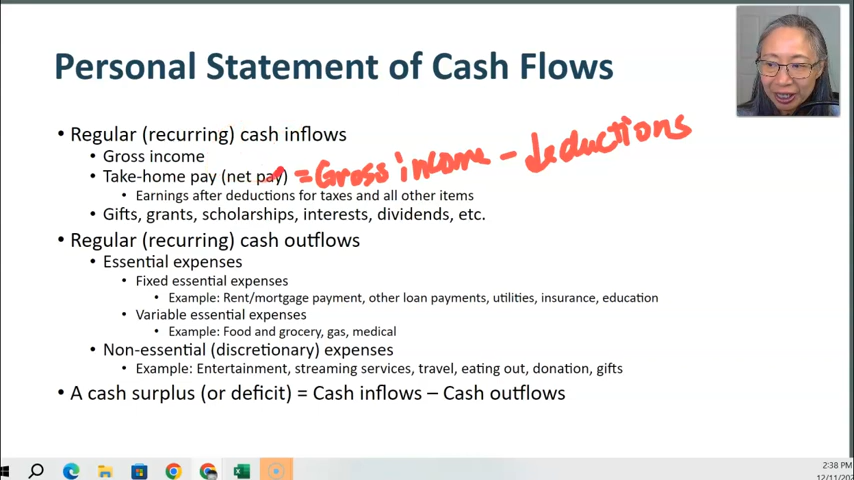 Personal Statement of Cash Flows
• Regular (recurring) cash inflows
• Gross income
• Take-home pay (net pay) = Gross income - deductions
• Earnings after deductions for taxes and all other items
• Gifts, grants, scholarships, interests, dividends, etc.
• Regular (recurring) cash outflows
• Essential expenses
• Fixed essential expenses
• Example: Rent/mortgage payment, other loan payments, utilities, insurance, education
• Variable essential expenses
• Example: Food and grocery, gas, medical
• Non-essential (discretionary) expenses
• Example: Entertainment, streaming services, travel, eating out, donation, gifts
• A cash surplus (or deficit) = Cash inflows – Cash outflows
2:38 PM